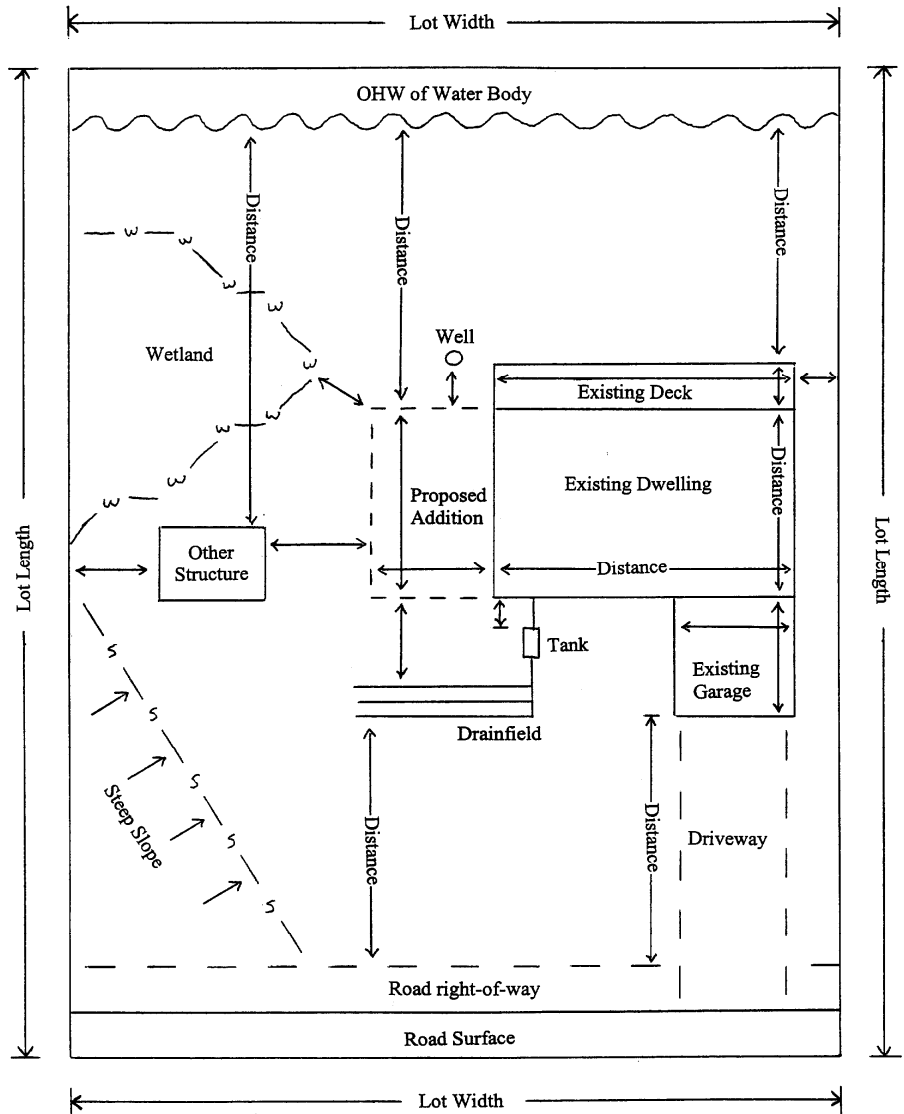 Lot Width
OHW of Water Body
Distance
Distance
Distance
W
W
W
W
W
W
W
W
W
Wetland
Well
Existing Deck
Existing Dwelling
Distance
Proposed
Addition
Other
Structure
Distance
Lot Length
Lot Length
Tank
Existing
Garage
Drainfield
S
S
S
S
S
S
Steep Slope
Distance
Distance
Driveway
Road right-of-way
Road Surface
Lot Width